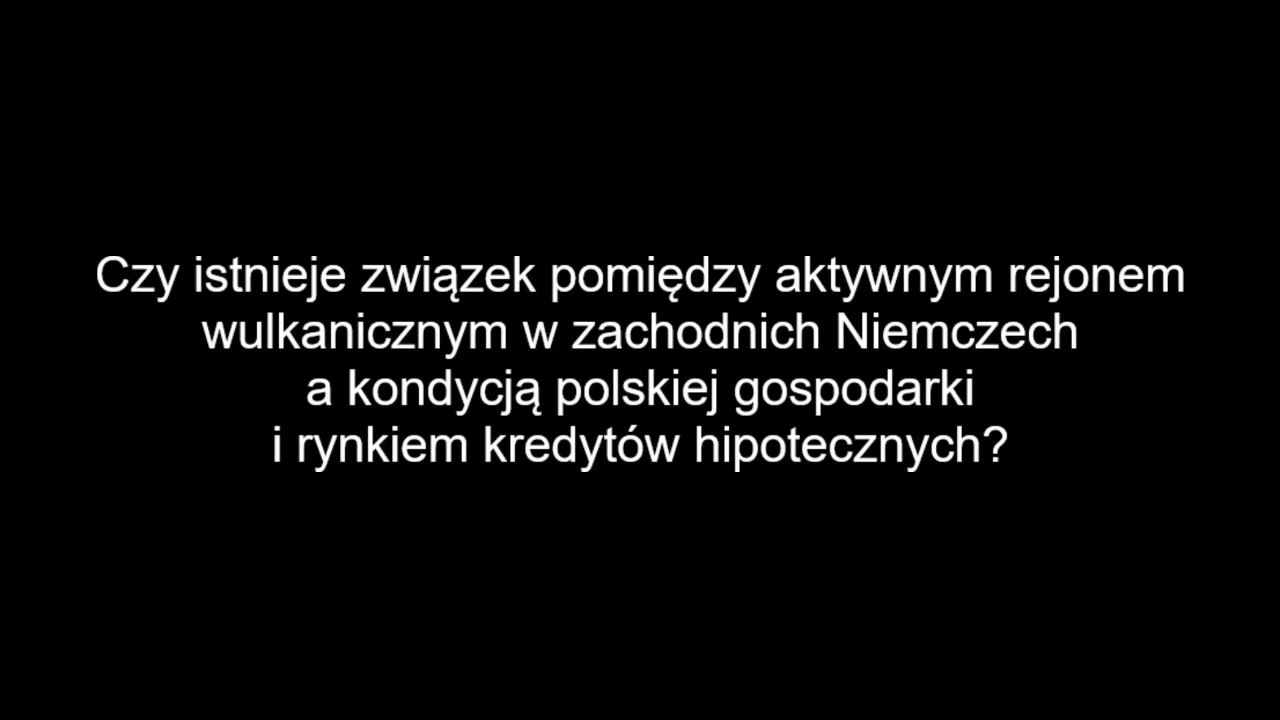 Czy istnieje związek pomiędzy aktywnym rejonem
wulkanicznym w zachodnich Niemczech
a kondycją polskiej gospodarki
i rynkiem kredytów hipotecznych?